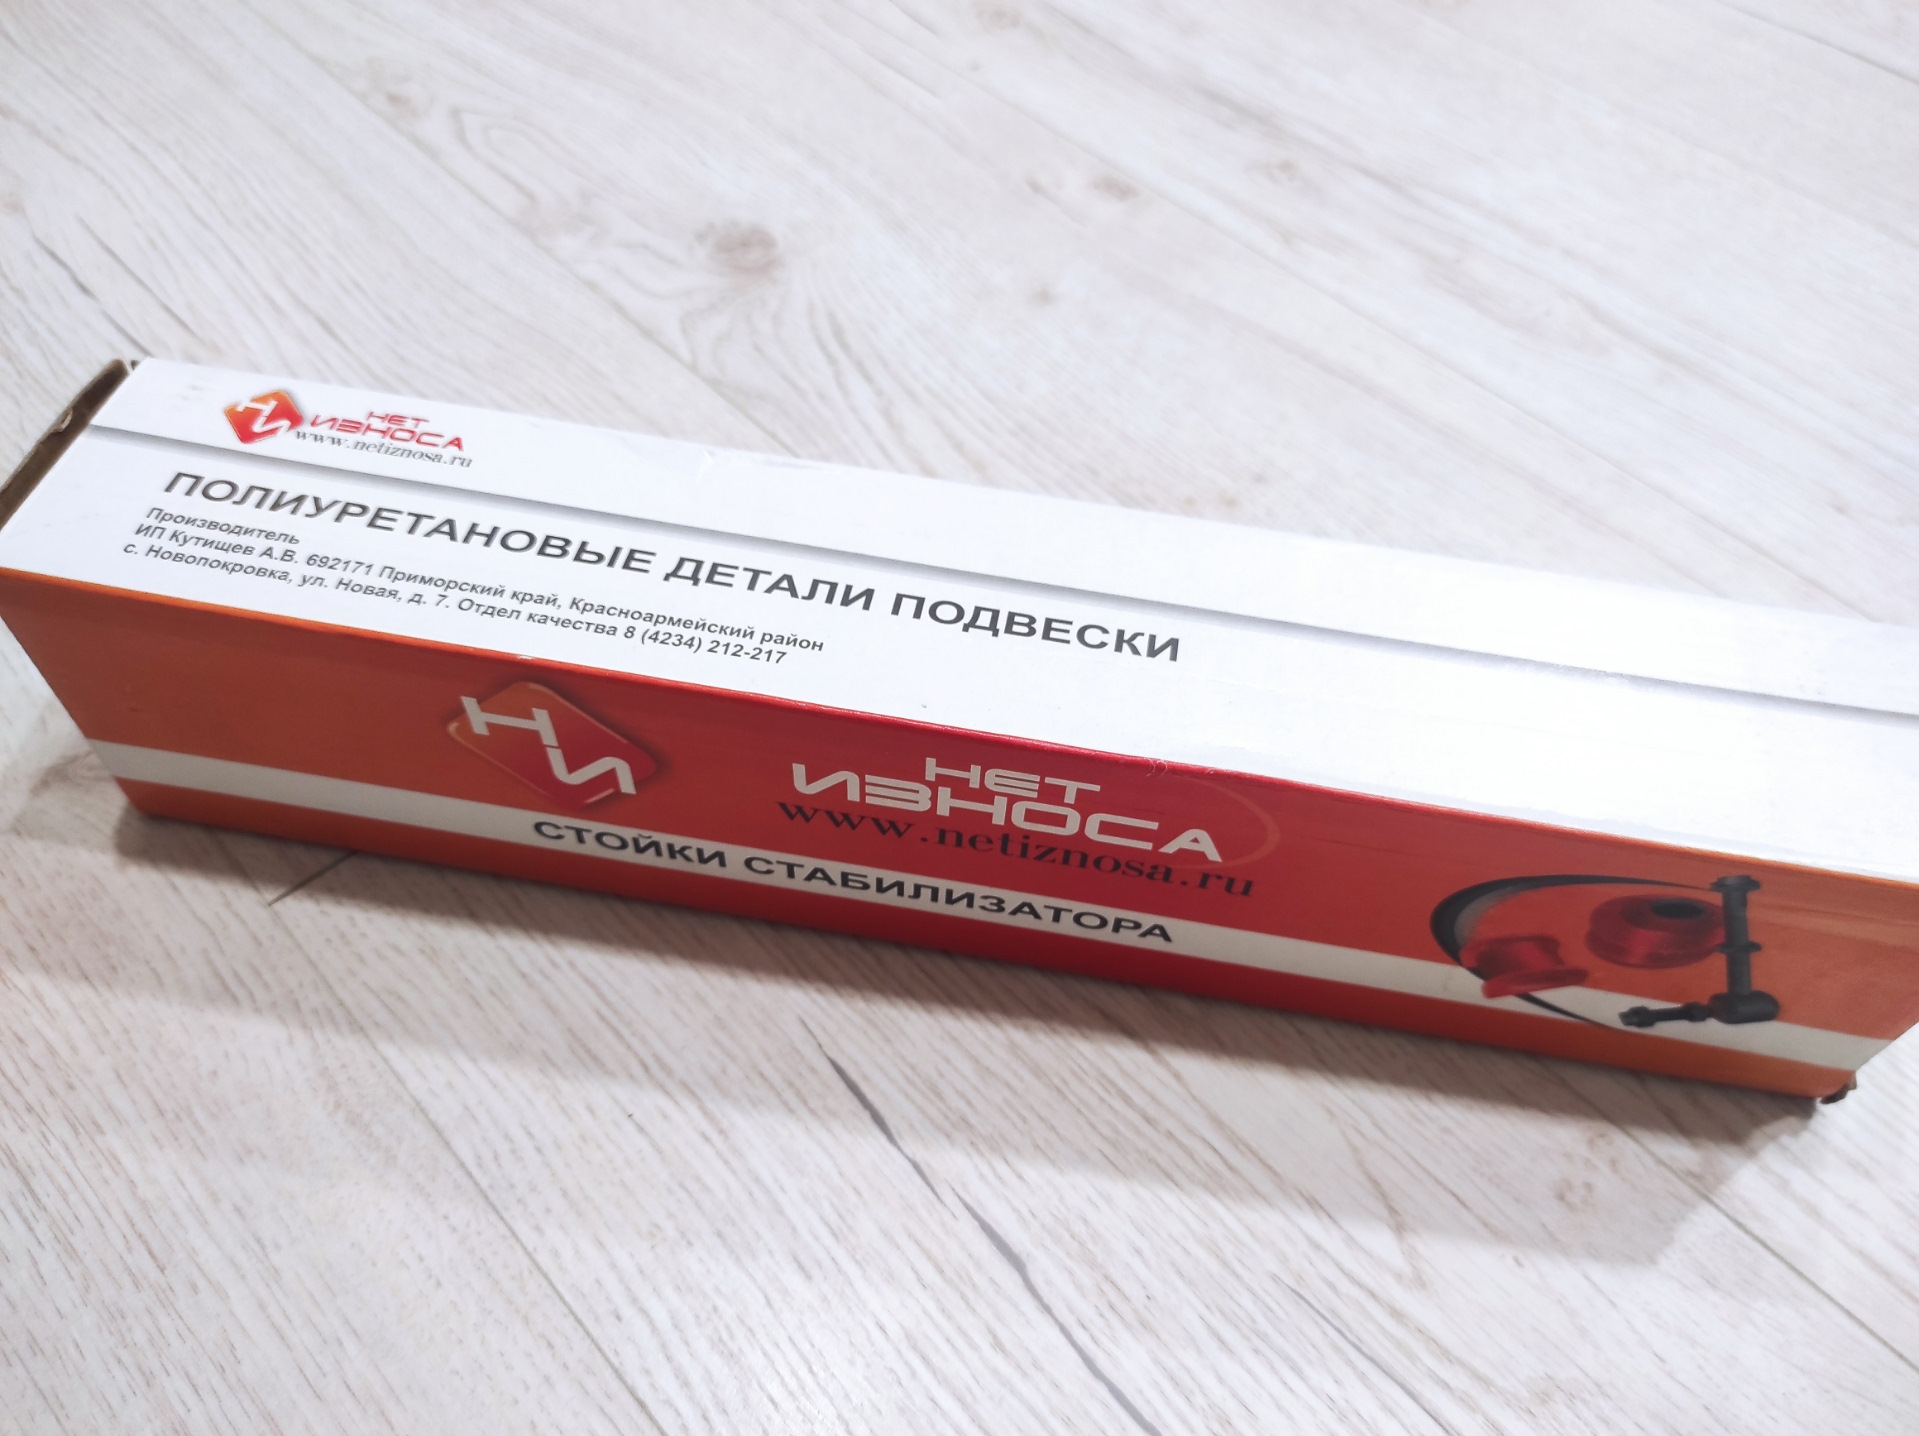 НИ
НЕТ
ИЗНОСА
www.netiznosa.ru
ПОЛИУРЕТАНОВЫЕ ДЕТАЛИ ПОДВЕСКИ
Производитель
ИП Кутищев А.В. 692171 Приморский край, Красноармейский район
с. Новопокровка, ул. Новая, д. 7. Отдел качества 8 (4234) 212-217
НИ
НЕТ
ИЗНОСА
www.netiznosa.ru
СТОЙКИ СТАБИЛИЗАТОРА